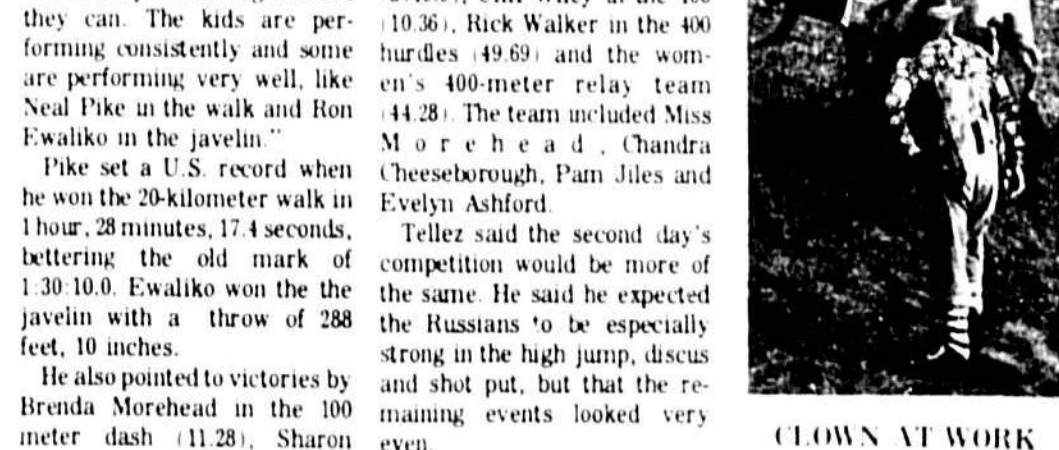 they can. The kids are per-
forming consistently and some
are performing very well, like
Neal Pike in the walk and Ron
Ewaliko in the javelin."
Pike set a U.S. record when
he won the 20-kilometer walk in
1 hour, 28 minutes, 17.4 seconds,
bettering the old mark of
1:30:10.0. Ewaliko won the the
javelin with a throw of 288
feet, 10 inches.
He also pointed to victories by
Brenda Morehead in the 100
meter dash (11.28), Sharon
(10.36), Rick Walker in the 400
hurdles (49.69) and the wom-
en's 400-meter relay team
(44.28). The team included Miss
Morehead, Chandra
Cheeseborough, Pam Jiles and
Evelyn Ashford.
Tellez said the second day's
competition would be more of
the same. He said he expected
the Russians to be especially
strong in the high jump, discus
and shot put, but that the re-
maining events looked very
even.
CLOWN AT WORK